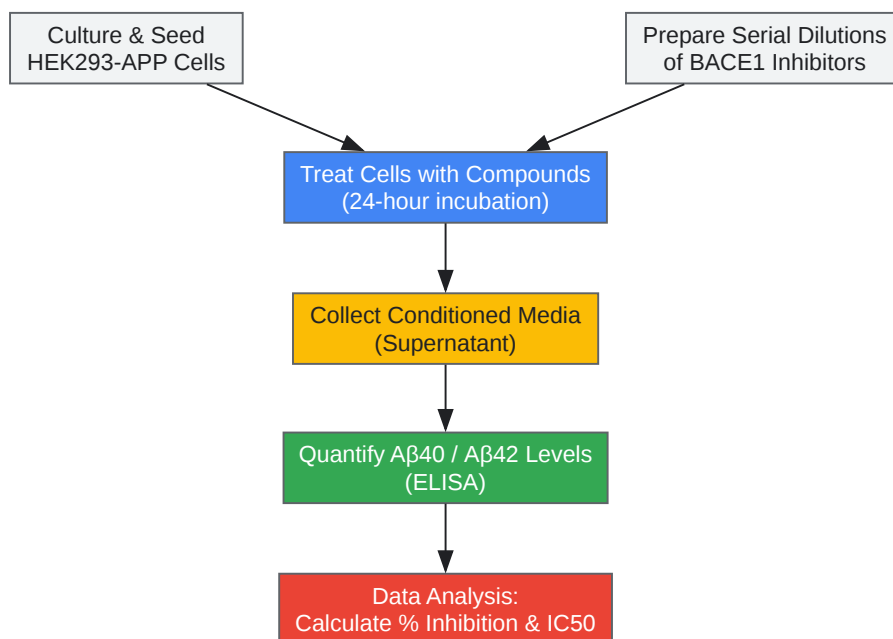 Culture & Seed
HEK293-APP Cells
Prepare Serial Dilutions
of BACE1 Inhibitors
Treat Cells with Compounds
(24-hour incubation)
Collect Conditioned Media
(Supernatant)
Quantify Aβ40 / Aβ42 Levels
(ELISA)
Data Analysis:
Calculate % Inhibition & IC50